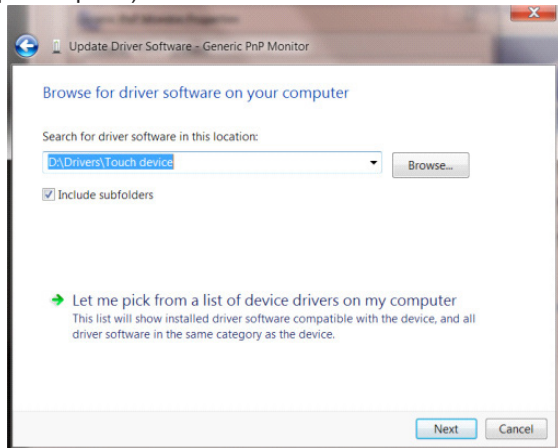 Update Driver Software - Generic PnP Monitor
Browse for driver software on your computer
Search for driver software in this location:
D:\Drivers\Touch device
Browse...
Include subfolders
Let me pick from a list of device drivers on my computer
This list will show installed driver software compatible with the device, and all
driver software in the same category as the device.
Next Cancel